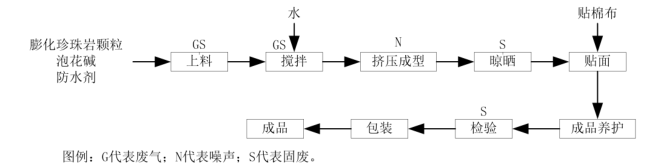 水
贴棉布
膨化珍珠岩颗粒
泡花碱
防水剂
GS
GS
N
S
上料
搅拌
挤压成型
晾晒
贴面
S
成品
包装
检验
成品养护
图例：G代表废气；N代表噪声；S代表固废。